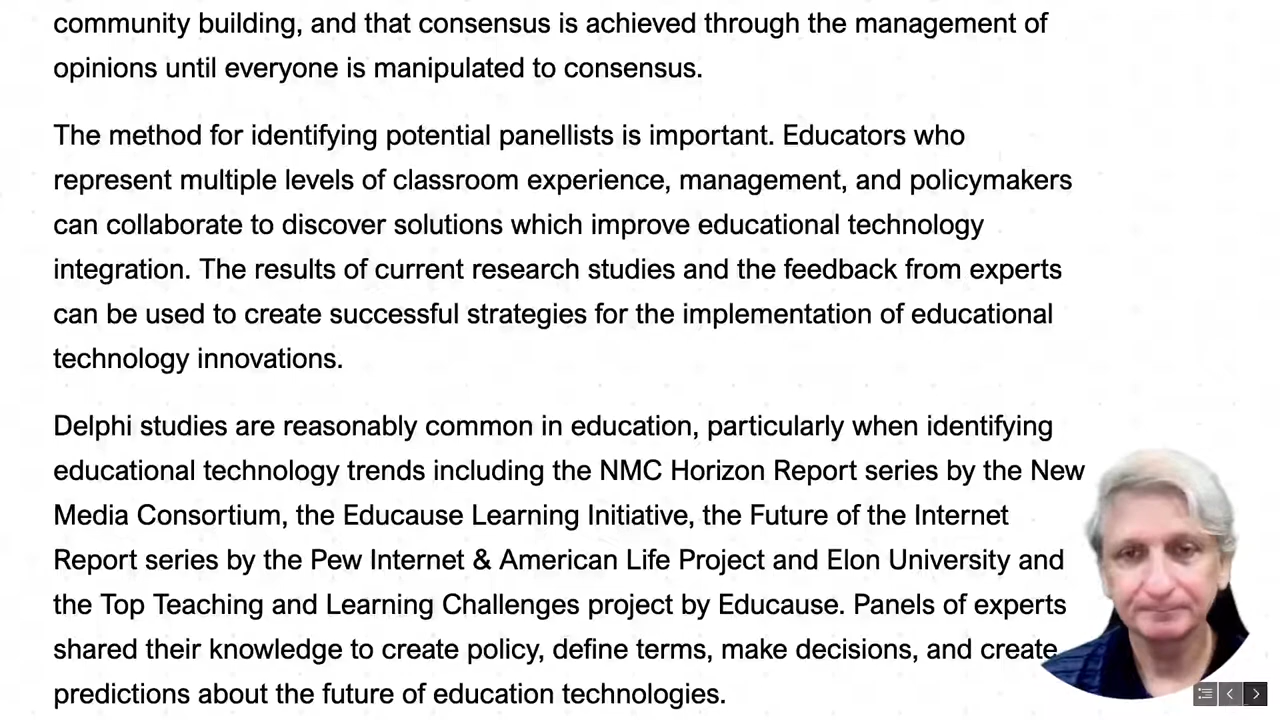 community building, and that consensus is achieved through the management of
opinions until everyone is manipulated to consensus.
The method for identifying potential panellists is important. Educators who
represent multiple levels of classroom experience, management, and policymakers
can collaborate to discover solutions which improve educational technology
integration. The results of current research studies and the feedback from experts
can be used to create successful strategies for the implementation of educational
technology innovations.
Delphi studies are reasonably common in education, particularly when identifying
educational technology trends including the NMC Horizon Report series by the New
Media Consortium, the Educause Learning Initiative, the Future of the Internet
Report series by the Pew Internet & American Life Project and Elon University and
the Top Teaching and Learning Challenges project by Educause. Panels of experts
shared their knowledge to create policy, define terms, make decisions, and create
predictions about the future of education technologies.